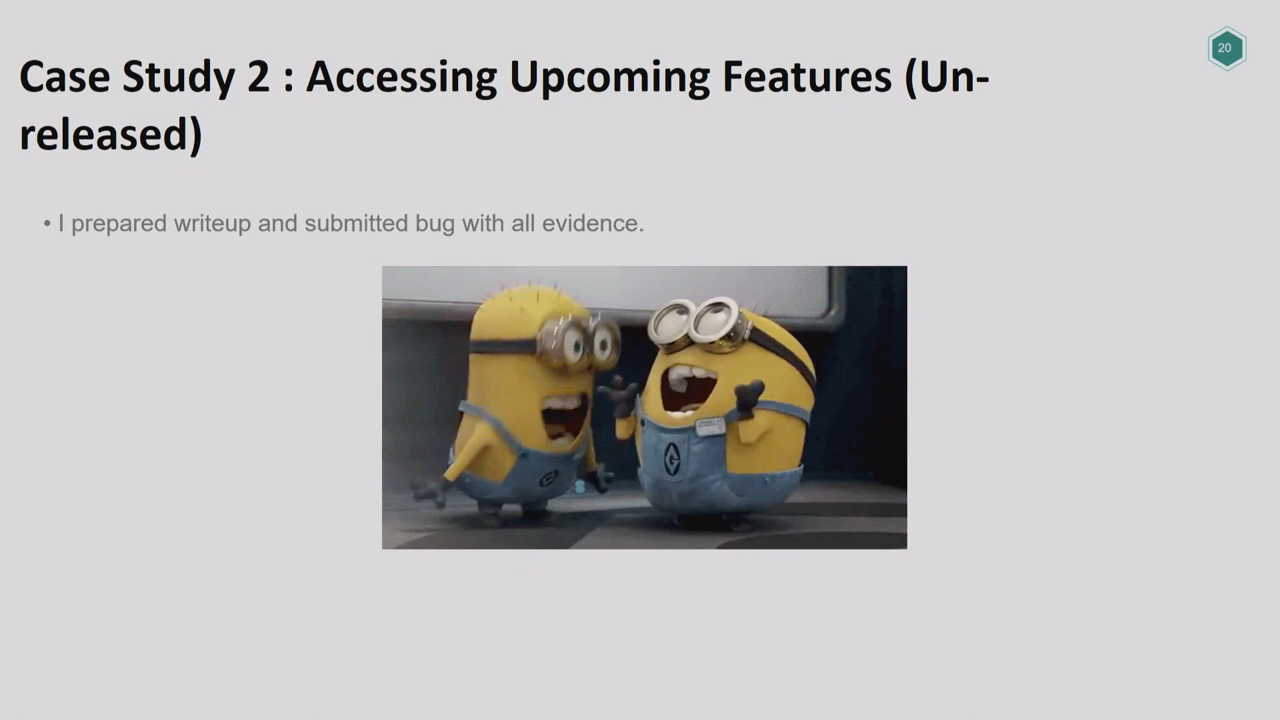 20
Case Study 2 : Accessing Upcoming Features (Un-
released)
• I prepared writeup and submitted bug with all evidence.